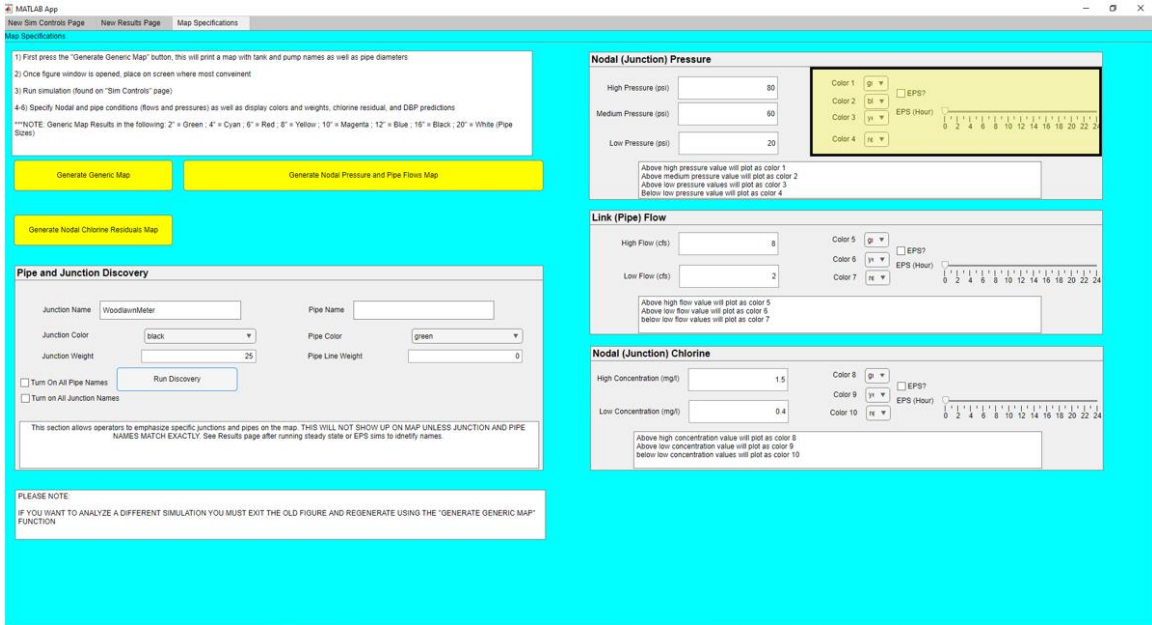 MATLAB App
New Sim Controls Page New Results Page Map Specifications
Map Specifications
1) First press the "Generate Generic Map" button, this will print a map with tank and pump names as well as pipe diameters
2) Once figure window is opened, place on screen where most conveinent
3) Run simulation (found on "Sim Controls" page)
4-6) Specify Nodal and pipe conditions (flows and pressures) as well as display colors and weights, chlorine residual, and DBP predictions
***NOTE: Generic Map Results in the following: 2" = Green ; 4" = Cyan ; 6" = Red ; 8" = Yellow ; 10" = Magenta ; 12" = Blue ; 16" = Black ; 20" = White (Pipe
Sizes)
Generate Generic Map
Generate Nodal Pressure and Pipe Flows Map
Generate Nodal Chlorine Residuals Map
Pipe and Junction Discovery
Junction Name WoodlawnMeter Pipe Name
Junction Color black Pipe Color green
Junction Weight 25 Pipe Line Weight 0
Turn On All Pipe Names Run Discovery
Turn on All Junction Names
This section allows operators to emphasize specific junctions and pipes on the map. THIS WILL NOT SHOW UP ON MAP UNLESS JUNCTION AND PIPE
NAMES MATCH EXACTLY. See Results page after running steady state or EPS sims to idnetify names.
PLEASE NOTE:
IF YOU WANT TO ANALYZE A DIFFERENT SIMULATION YOU MUST EXIT THE OLD FIGURE AND REGENERATE USING THE "GENERATE GENERIC MAP"
FUNCTION
Nodal (Junction) Pressure
High Pressure (psi) 80
Medium Pressure (psi) 60
Low Pressure (psi) 20
Color 1
Color 2 bl
Color 3
Color 4
EPS?
EPS (Hour)
0 2 4 6 8 10 12 14 16 18 20 22 24
Above high pressure value will plot as color 1
Above medium pressure value will plot as color 2
Above low pressure values will plot as color 3
Below low pressure value will plot as color 4
Link (Pipe) Flow
High Flow (cfs) 8
Low Flow (cfs) 2
Color 5
Color 6
Color 7
EPS?
EPS (Hour)
0 2 4 6 8 10 12 14 16 18 20 22 24
Above high flow value will plot as color 5
Above low flow value will plot as color 6
below low flow values will plot as color 7
Nodal (Junction) Chlorine
High Concentration (mg/l) 1.5
Low Concentration (mg/l) 0.4
Color 8
Color 9
Color 10
EPS?
EPS (Hour)
0 2 4 6 8 10 12 14 16 18 20 22 24
Above high concentration value will plot as color 8
Above low concentration value will plot as color 9
below low concentration values will plot as color 10